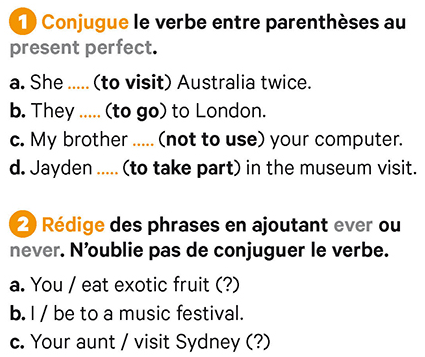 1 Conjugue le verbe entre parenthèses au
present perfect.
a. She ..... (to visit) Australia twice.
b. They ..... (to go) to London.
c. My brother ..... (not to use) your computer.
d. Jayden ..... (to take part) in the museum visit.
2 Rédige des phrases en ajoutant ever ou
never. N’oublie pas de conjuguer le verbe.
a. You / eat exotic fruit (?)
b. I / be to a music festival.
c. Your aunt / visit Sydney (?)